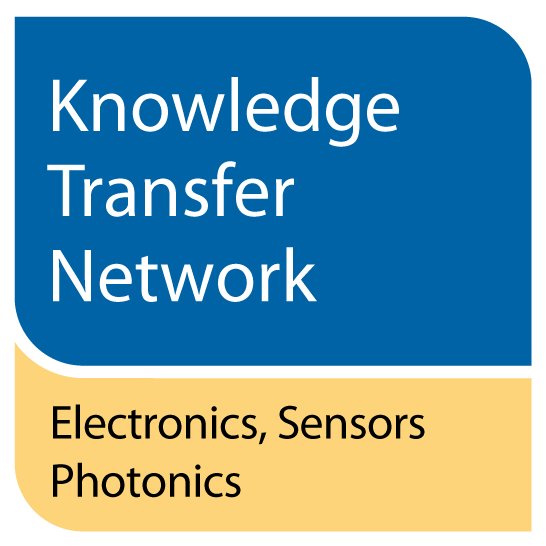 Knowledge
Transfer
Network
Electronics, Sensors
Photonics